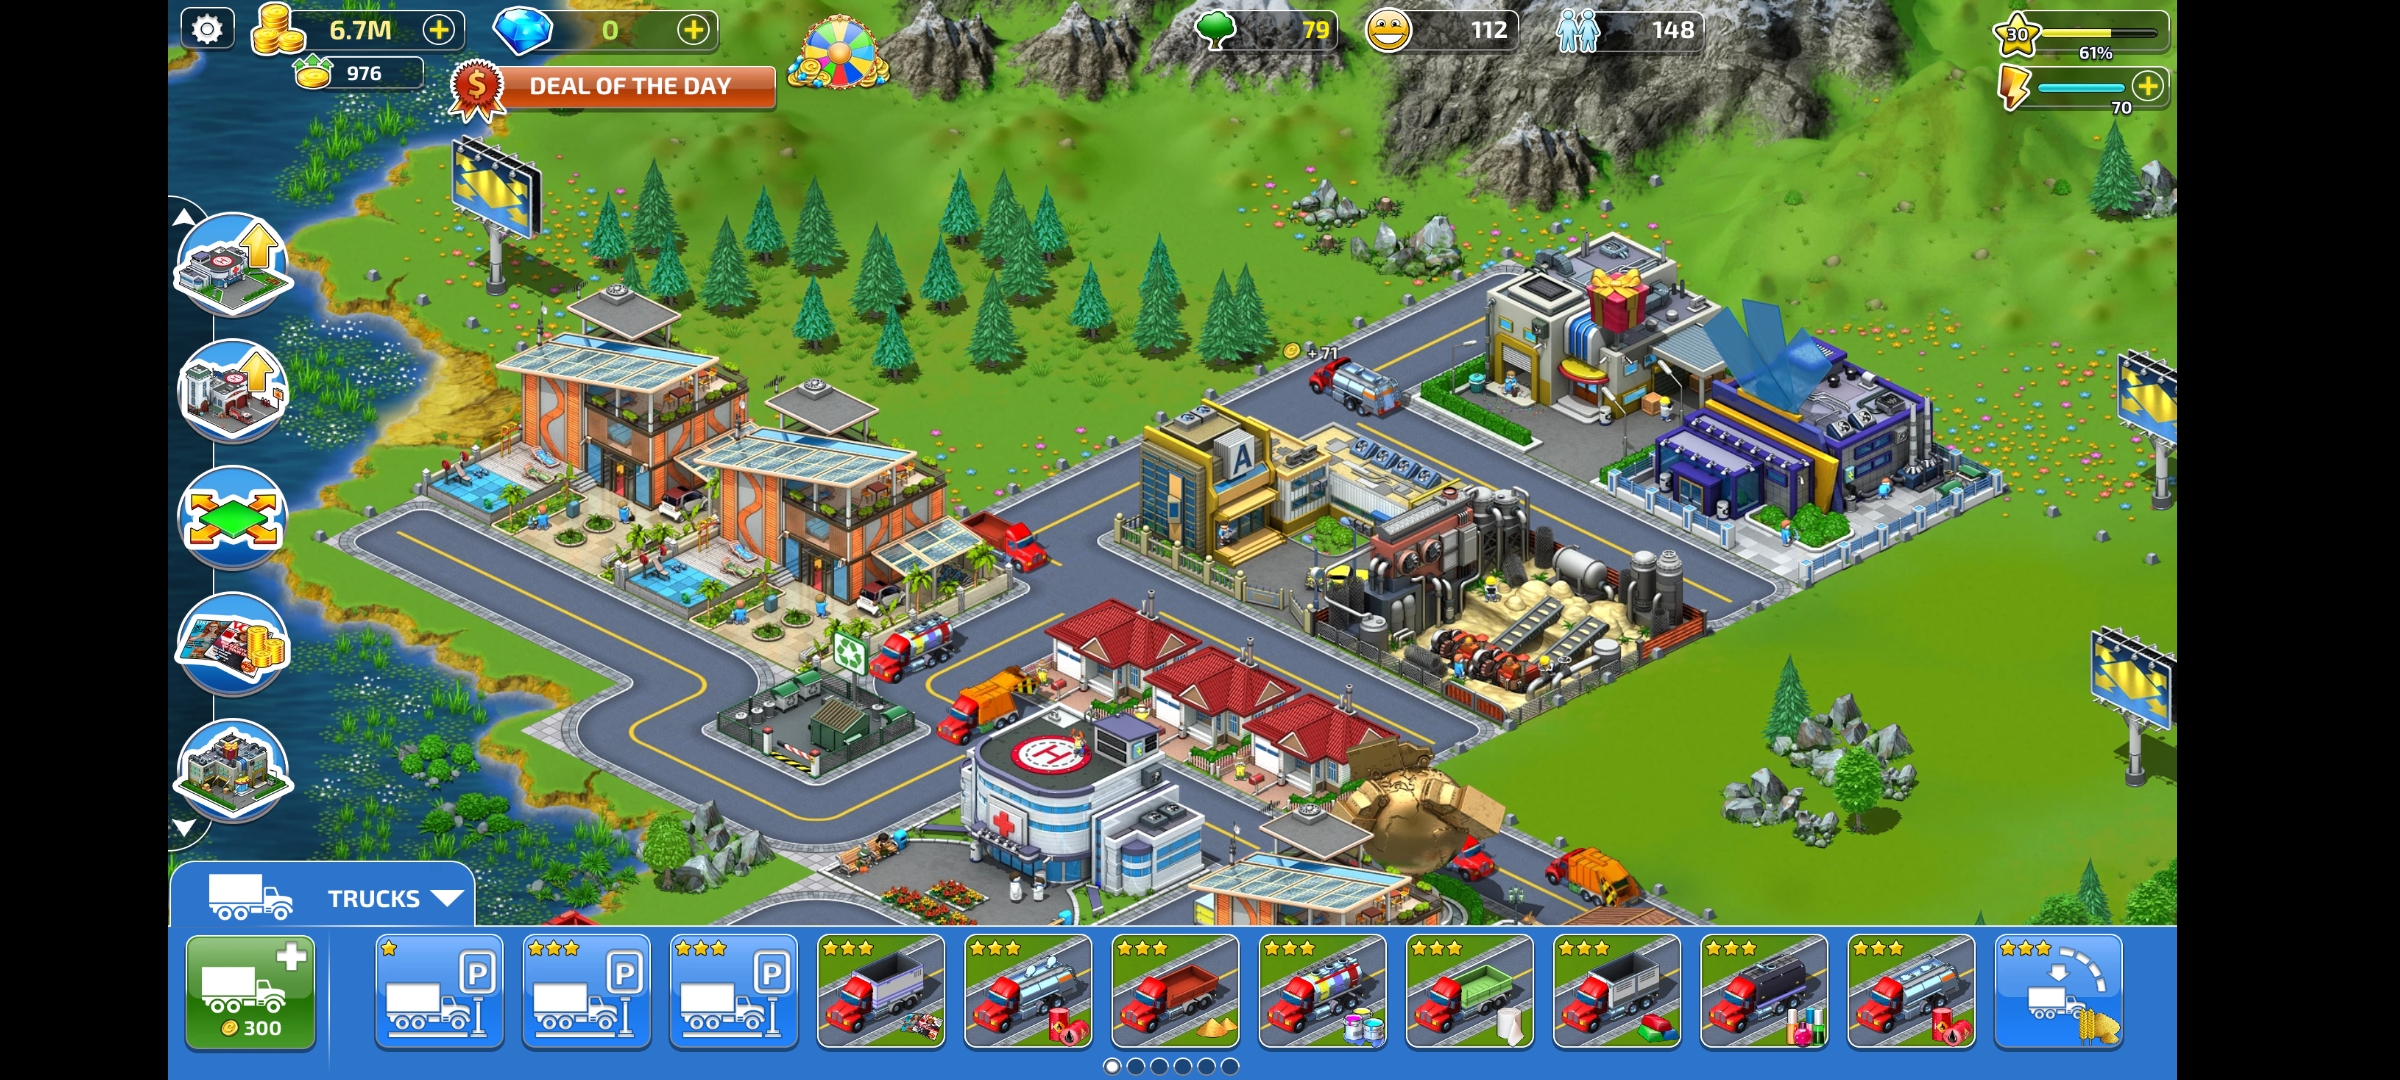 6.7M
0
79
112
148
30
61%
976
DEAL OF THE DAY
70
+71
A
H
TRUCKS
300
P
P
P